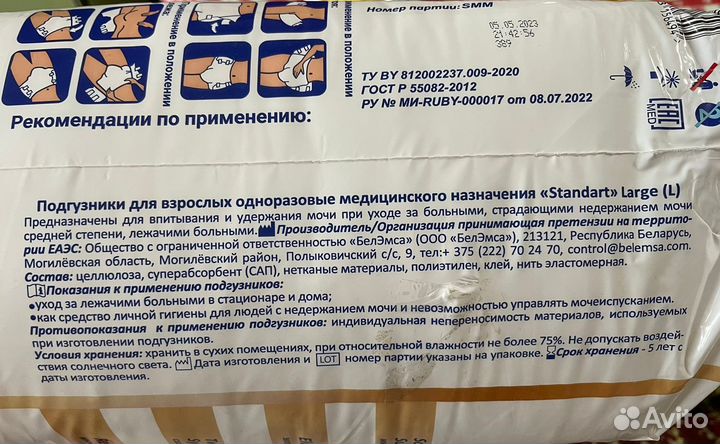 Номер партии: SMM
05.05.2023
21:42:56
387
ТУ BY 812002237.009-2020
ГОСТ Р 55082-2012
РУ № МИ-RUBY-000017 от 08.07.2022
EAC
MED
Применение в положении
применение в положении
Рекомендации по применению:
Подгузники для взрослых одноразовые медицинского назначения «Standart» Large (L)
Предназначены для впитывания и удержания мочи при уходе за больными, страдающими недержанием мочи
средней степени, лежачими больными. Производитель/Организация принимающая претензии на террито-
рии ЕАЭС: Общество с ограниченной ответственностью «БелЭмса» (ООО «БелЭмса»), 213121, Республика Беларусь,
Могилёвская область, Могилёвский район, Полыковичский с/с, 9, тел:+ 375 (222) 70 24 70, control@belemsa.com
Состав: целлюлоза, суперабсорбент (САП), нетканые материалы, полиэтилен, клей, нить эластомерная.
Показания к применению подгузников:
•уход за лежачими больными в стационаре и дома;
•как средство личной гигиены для людей с недержанием мочи и невозможностью управлять мочеиспусканием.
Противопоказания к применению подгузников: индивидуальная непереносимость материалов, используемых
при изготовлении подгузников.
Условия хранения: хранить в сухих помещениях, при относительной влажности не более 75%. Не допускать воздей-
ствия солнечного света. Дата изготовления и LOT номер партии указаны на упаковке. Срок хранения - 5 лет с
даты изготовления.
Avito